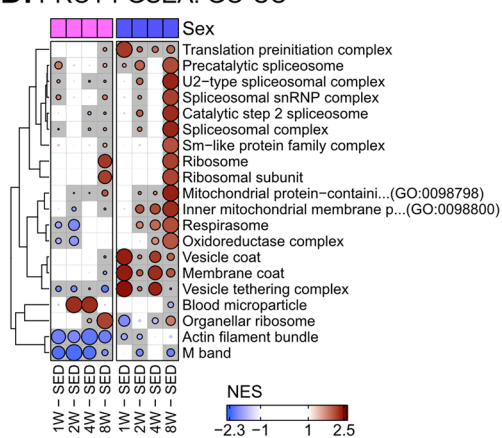 Sex
Translation preinitiation complex
Precatalytic spliceosome
U2−type spliceosomal complex
Spliceosomal snRNP complex
Catalytic step 2 spliceosome
Spliceosomal complex
Sm−like protein family complex
Ribosome
Ribosomal subunit
Mitochondrial protein−containi...(GO:0098798)
Inner mitochondrial membrane p...(GO:0098800)
Respirasome
Oxidoreductase complex
Vesicle coat
Membrane coat
Vesicle tethering complex
Blood microparticle
Organellar ribosome
Actin filament bundle
M band
1W − SED
2W − SED
4W − SED
8W − SED
1W − SED
2W − SED
4W − SED
8W − SED
NES
−2.3 −1 1 2.5